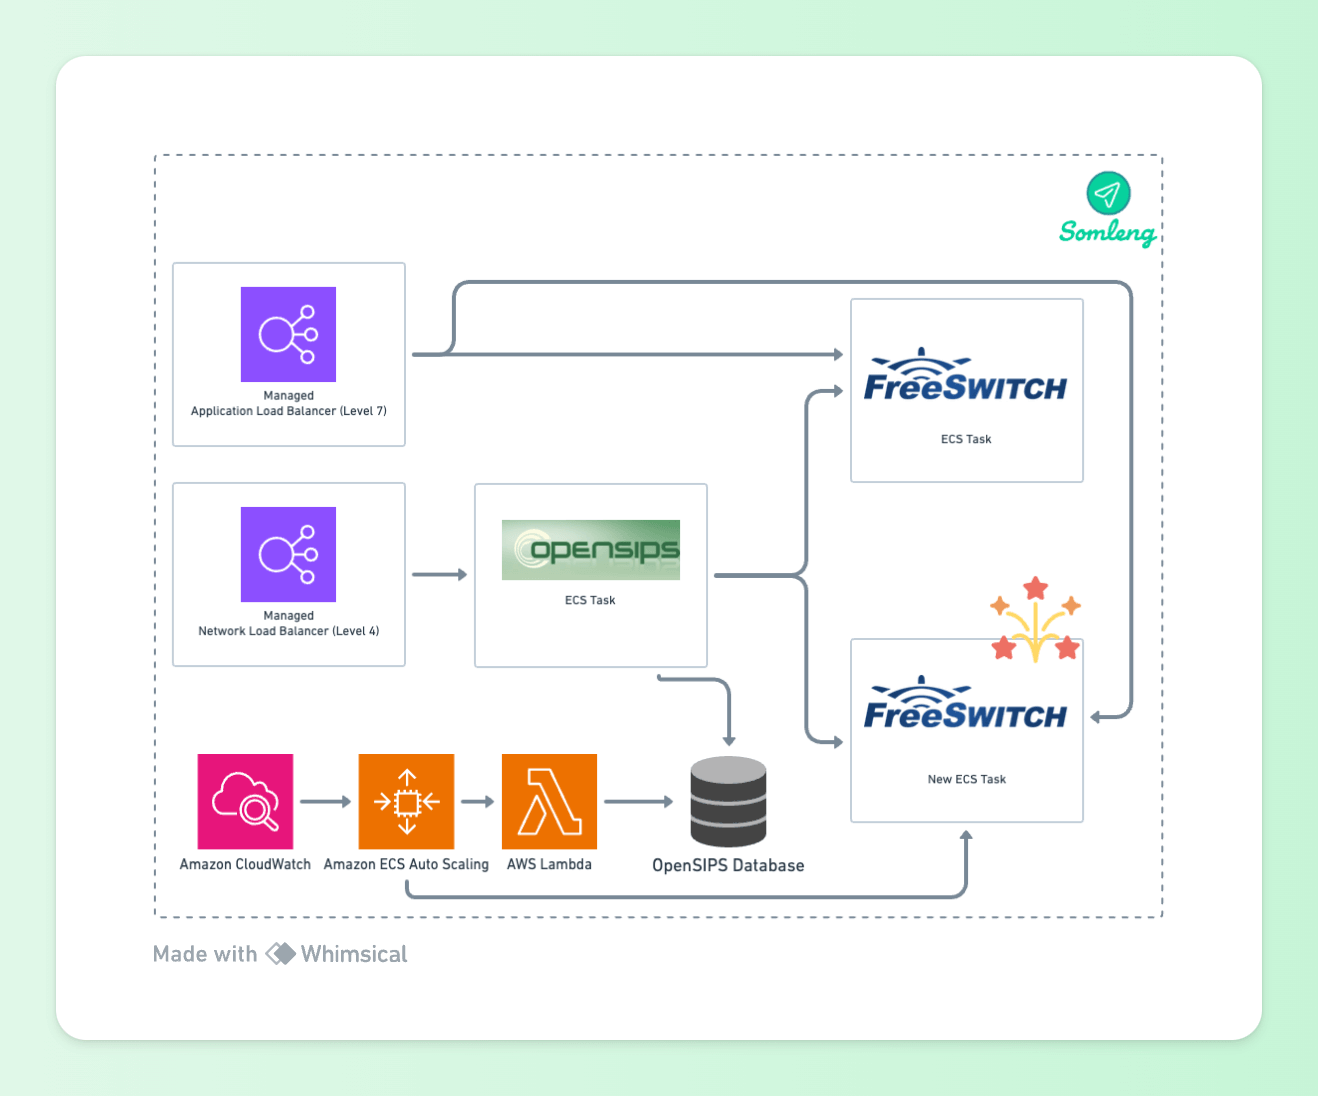 Somleng
Managed
Application Load Balancer (Level 7)
FreeSWITCH
ECS Task
Managed
Network Load Balancer (Level 4)
opensips
ECS Task
FreeSWITCH
New ECS Task
Amazon CloudWatch
Amazon ECS Auto Scaling
AWS Lambda
OpenSIPS Database
Made with Whimsical